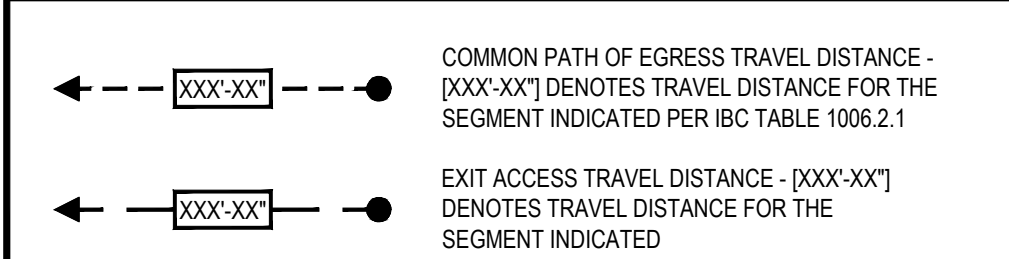 XXX'-XX"
COMMON PATH OF EGRESS TRAVEL DISTANCE -
[XXX'-XX"] DENOTES TRAVEL DISTANCE FOR THE
SEGMENT INDICATED PER IBC TABLE 1006.2.1
XXX'-XX"
EXIT ACCESS TRAVEL DISTANCE - [XXX'-XX"]
DENOTES TRAVEL DISTANCE FOR THE
SEGMENT INDICATED